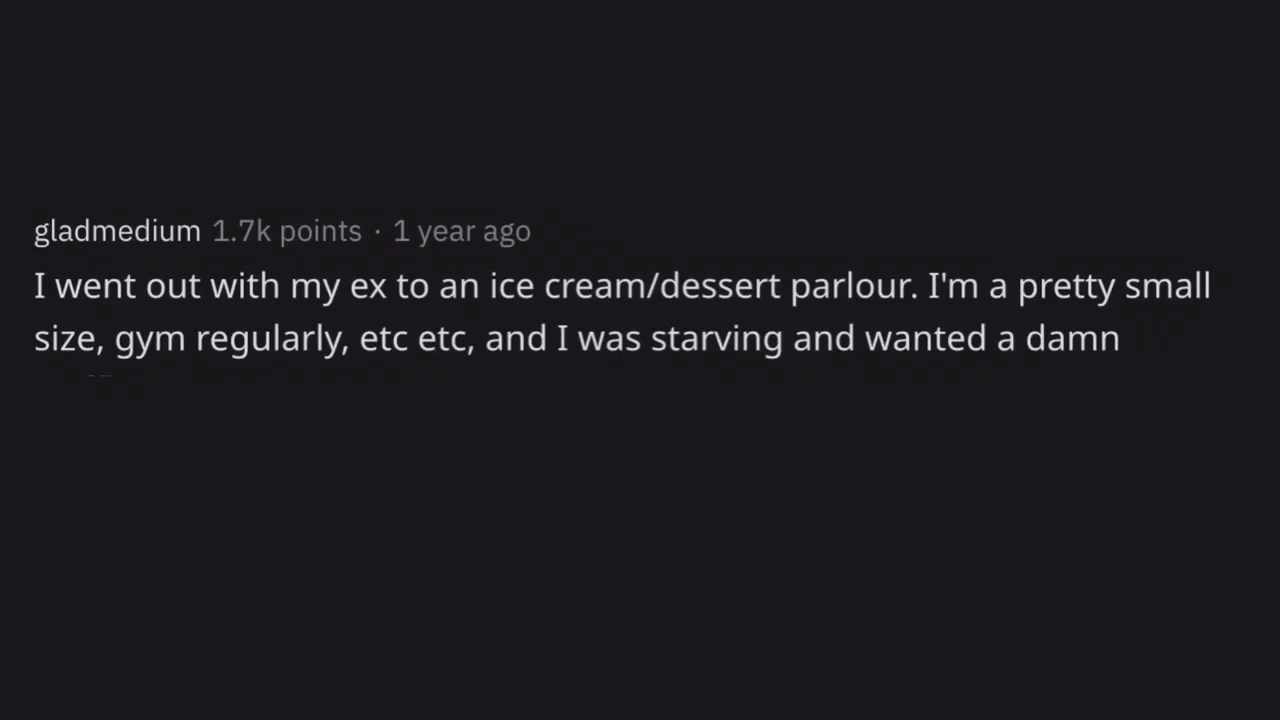 gladmedium 1.7k points · 1 year ago
I went out with my ex to an ice cream/dessert parlour. I'm a pretty small
size, gym regularly, etc etc, and I was starving and wanted a damn